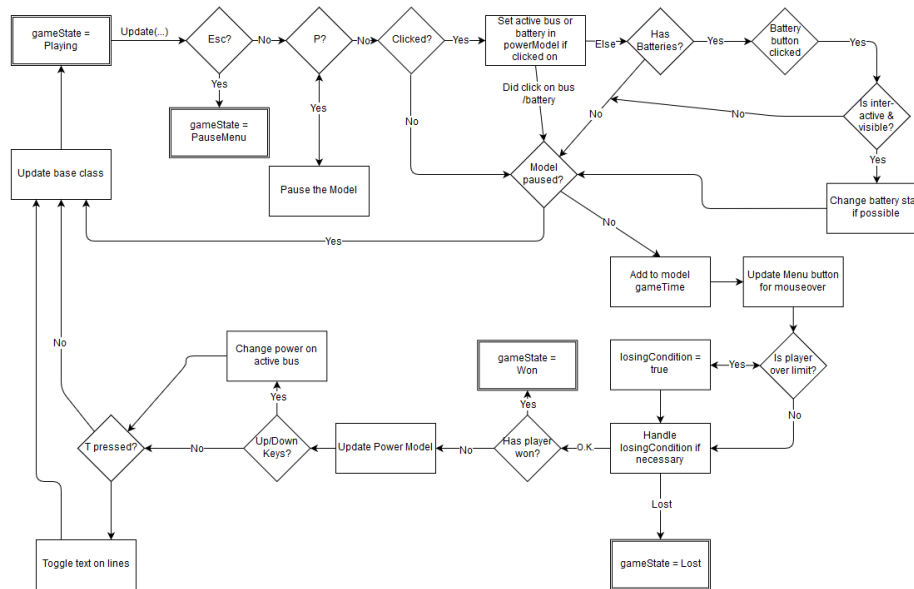 gameState =
Playing
Update(...)
Esc?
No
P?
No
Clicked?
Yes
Set active bus or
battery in
powerModel if
clicked on
Else
Has
Batteries?
Yes
Battery
button
clicked
Yes
Yes
gameState =
PauseMenu
Yes
Pause the Model
No
Did click on bus
/battery
No
No
Is inter-
active &
visible?
Yes
Change battery sta
if possible
Update base class
Model
paused?
Yes
No
Add to model
gameTime
Update Menu button
for mouseover
Is player
over limit?
Yes
losingCondition =
true
No
Handle
losingCondition if
necessary
O.K.
Has player
won?
Yes
gameState =
Won
No
Update Power Model
Up/Down
Keys?
Yes
Change power on
active bus
No
T pressed?
No
Toggle text on lines
Lost
gameState = Lost